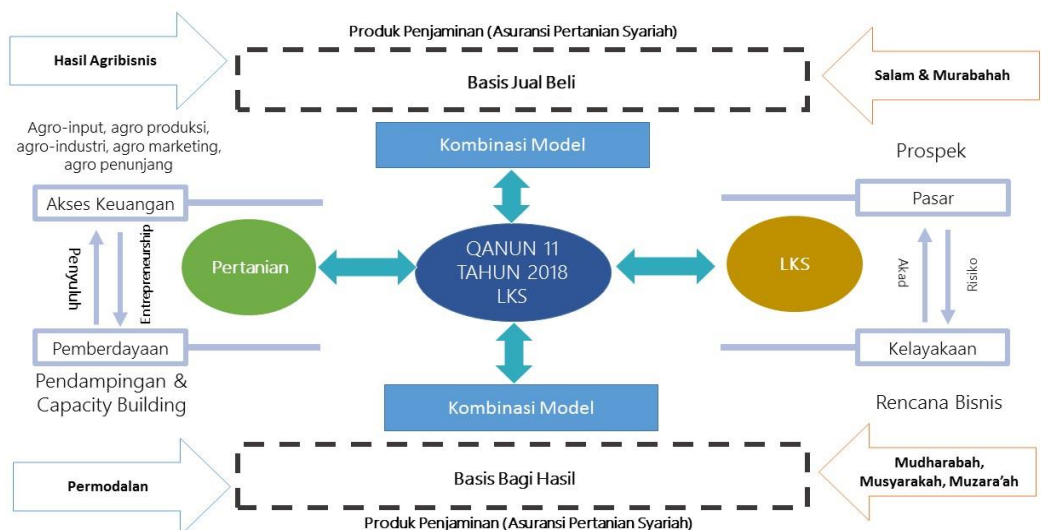 Produk Penjaminan (Asuransi Pertanian Syariah)
Hasil Agribisnis
Basis Jual Beli
Salam & Murabahah
Agro-input, agro produksi,
agro-industri, agro marketing,
agro penunjang
Kombinasi Model
Prospek
Akses Keuangan
Pasar
Penyuluh
Entrepreneurship
Pertanian
QANUN 11
TAHUN 2018
LKS
LKS
Akad
Risiko
Pemberdayaan
Kelayakaan
Pendampingan &
Capacity Building
Kombinasi Model
Rencana Bisnis
Permodalan
Basis Bagi Hasil
Mudharabah,
Musyarakah, Muzara'ah
Produk Penjaminan (Asuransi Pertanian Syariah)